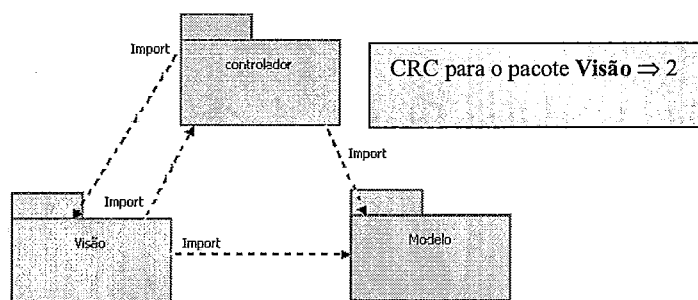 Import
controlador
CRC para o pacote Visão ⇒ 2
Import
Import
Visão
Import
Modelo